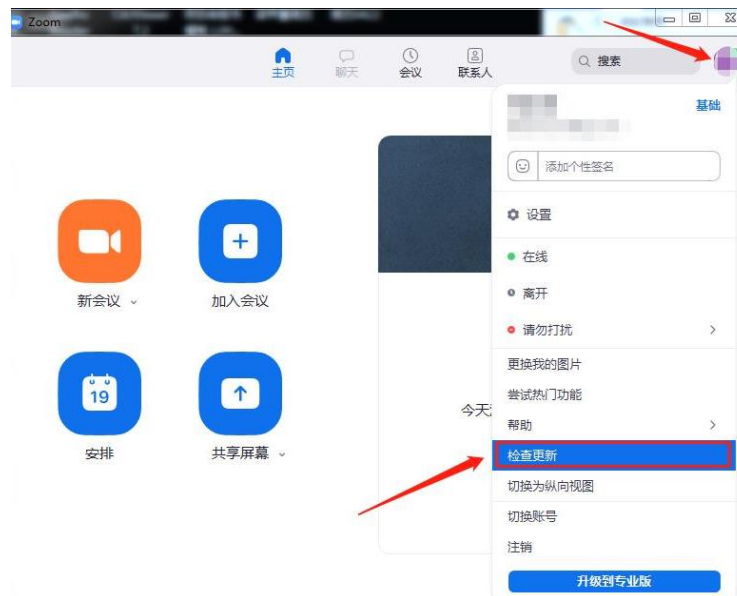 Zoom
主页
聊天
会议
联系人
搜索
基础
添加个性签名
设置
在线
离开
请勿打扰
更换我的图片
尝试热门功能
帮助
检查更新
切换为纵向视图
切换账号
注销
升级到专业版
新会议
加入会议
19
安排
共享屏幕
今天